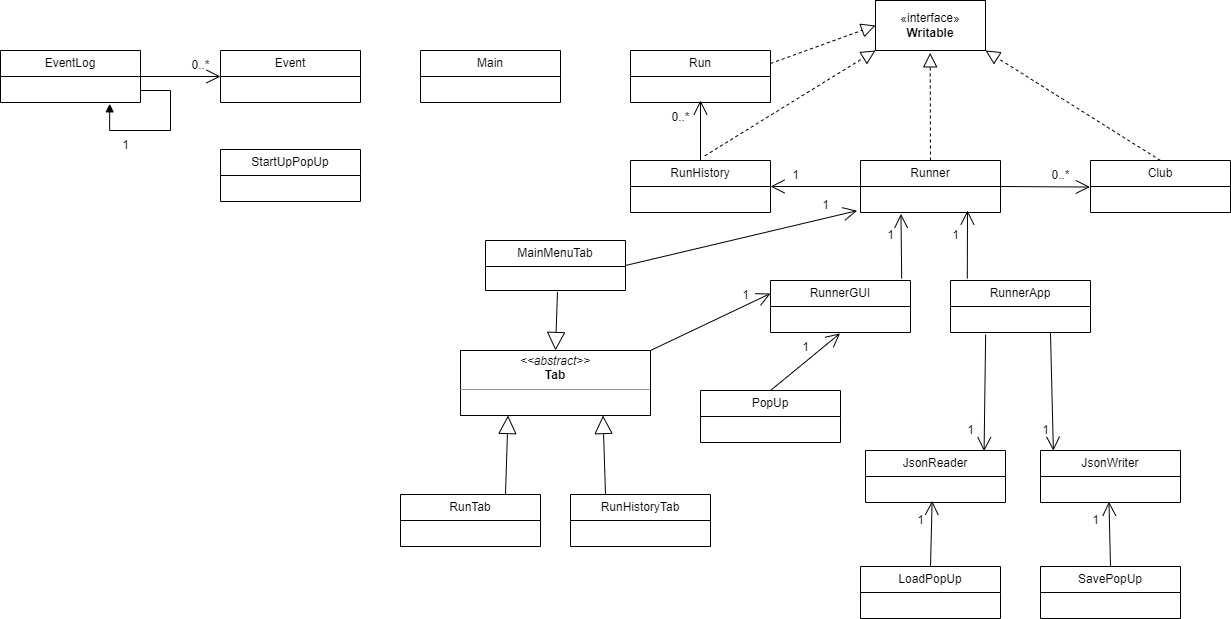 «interface»
Writable
EventLog
0..*
Event
Main
Run
1
0..*
StartUpPopUp
RunHistory
1
Runner
0..*
Club
1
MainMenuTab
1
1
1
RunnerGUI
RunnerApp
<<abstract>>
Tab
1
PopUp
1
1
JsonReader
JsonWriter
RunTab
RunHistoryTab
1
1
LoadPopUp
SavePopUp